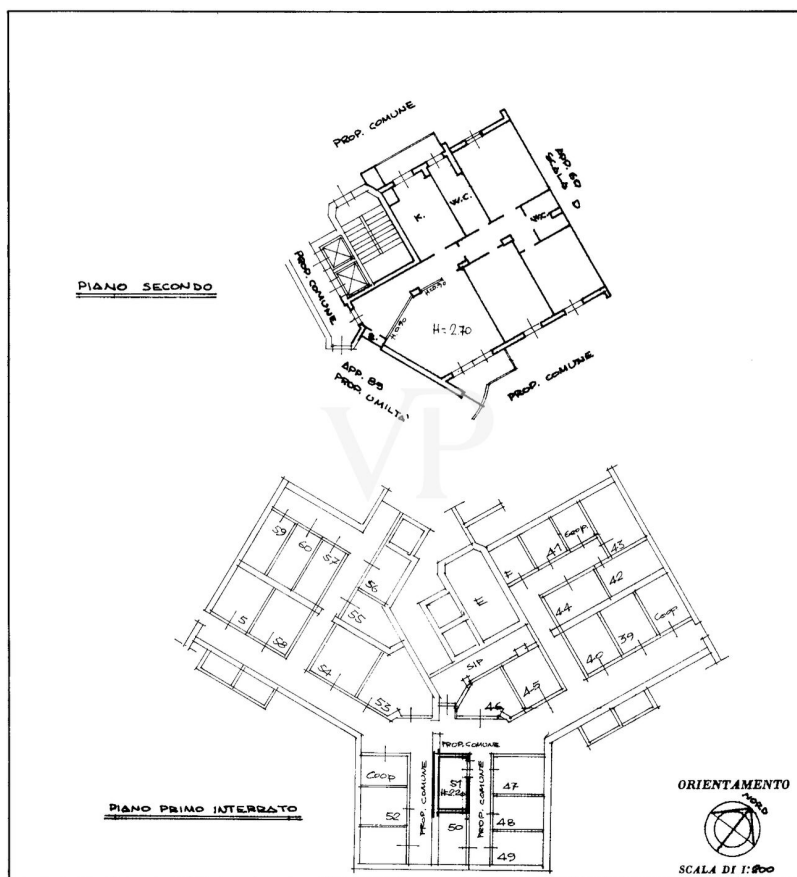 PROP. COMUNE
APP. 60
SCALA D
K.
W.C.
W.C.
PROP. COMUNE
PIANO SECONDO
H=2.70
APP. 89
PROP. UMILTA'
PROP. COMUNE
VP
59
60
57
56
55
5
58
54
53
E
SIP
46
45
F
41
Coop.
43
44
42
40
39
Coop
PROP. COMUNE
Coop
52
PROP. COMUNE
51
50
PROP. COMUNE
47
48
49
PIANO PRIMO INTERRATO
ORIENTAMENTO
NORD
SCALA DI 1:200